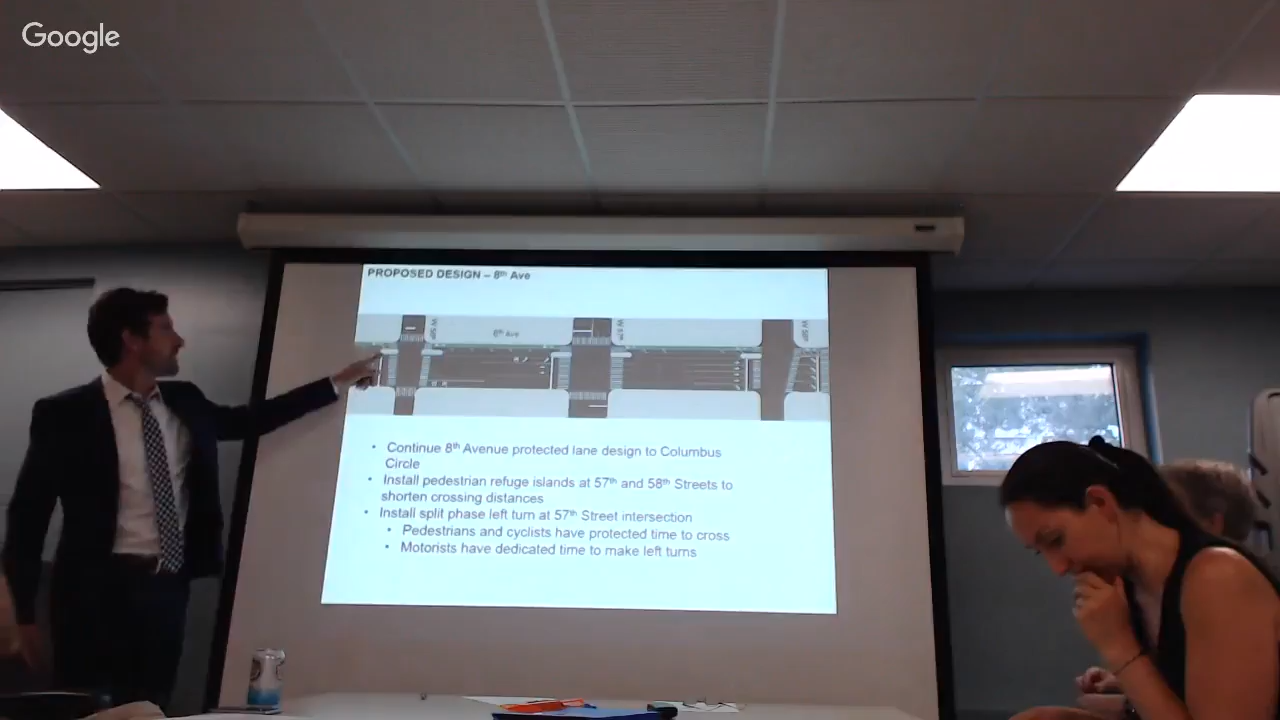 Google
PROPOSED DESIGN – 8th Ave
8th Ave
• Continue 8th Avenue protected lane design to Columbus
Circle
• Install pedestrian refuge islands at 57th and 58th Streets to
shorten crossing distances
• Install split phase left turn at 57th Street intersection
• Pedestrians and cyclists have protected time to cross
• Motorists have dedicated time to make left turns